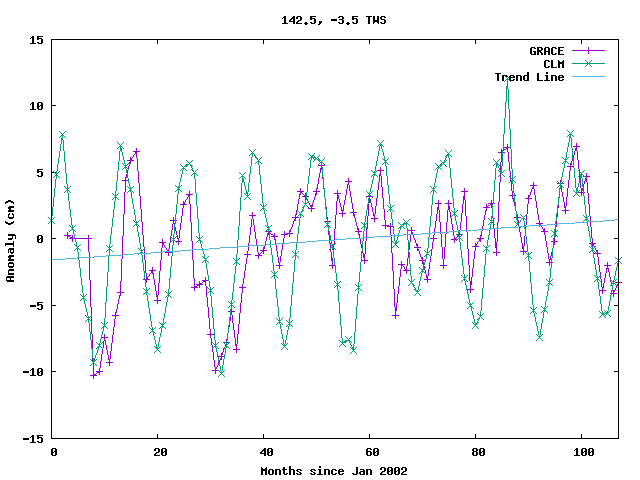 142.5, -3.5 TWS
GRACE
CLM
Trend Line
15
10
5
0
-5
-10
-15
Anomaly (cm)
0 20 40 60 80 100
Months since Jan 2002